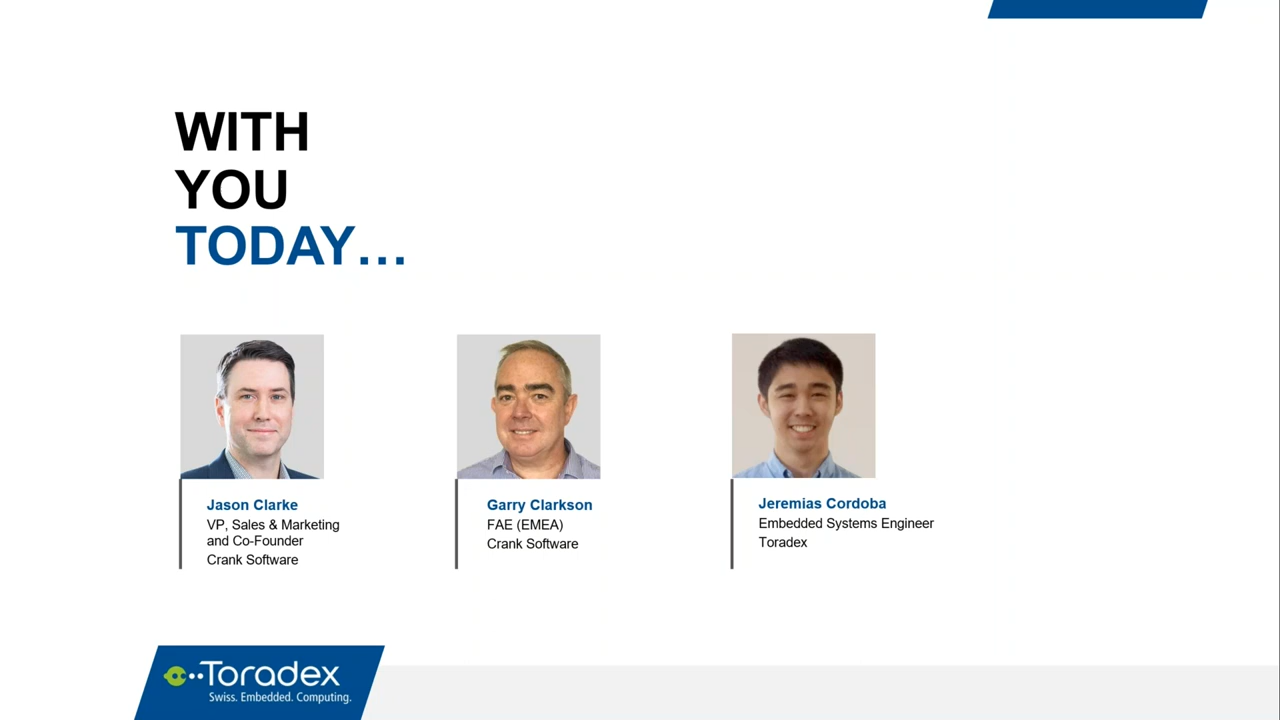 WITH
YOU
TODAY...
Jason Clarke
VP, Sales & Marketing
and Co-Founder
Crank Software
Garry Clarkson
FAE (EMEA)
Crank Software
Jeremias Cordoba
Embedded Systems Engineer
Toradex
Toradex
Swiss. Embedded. Computing.